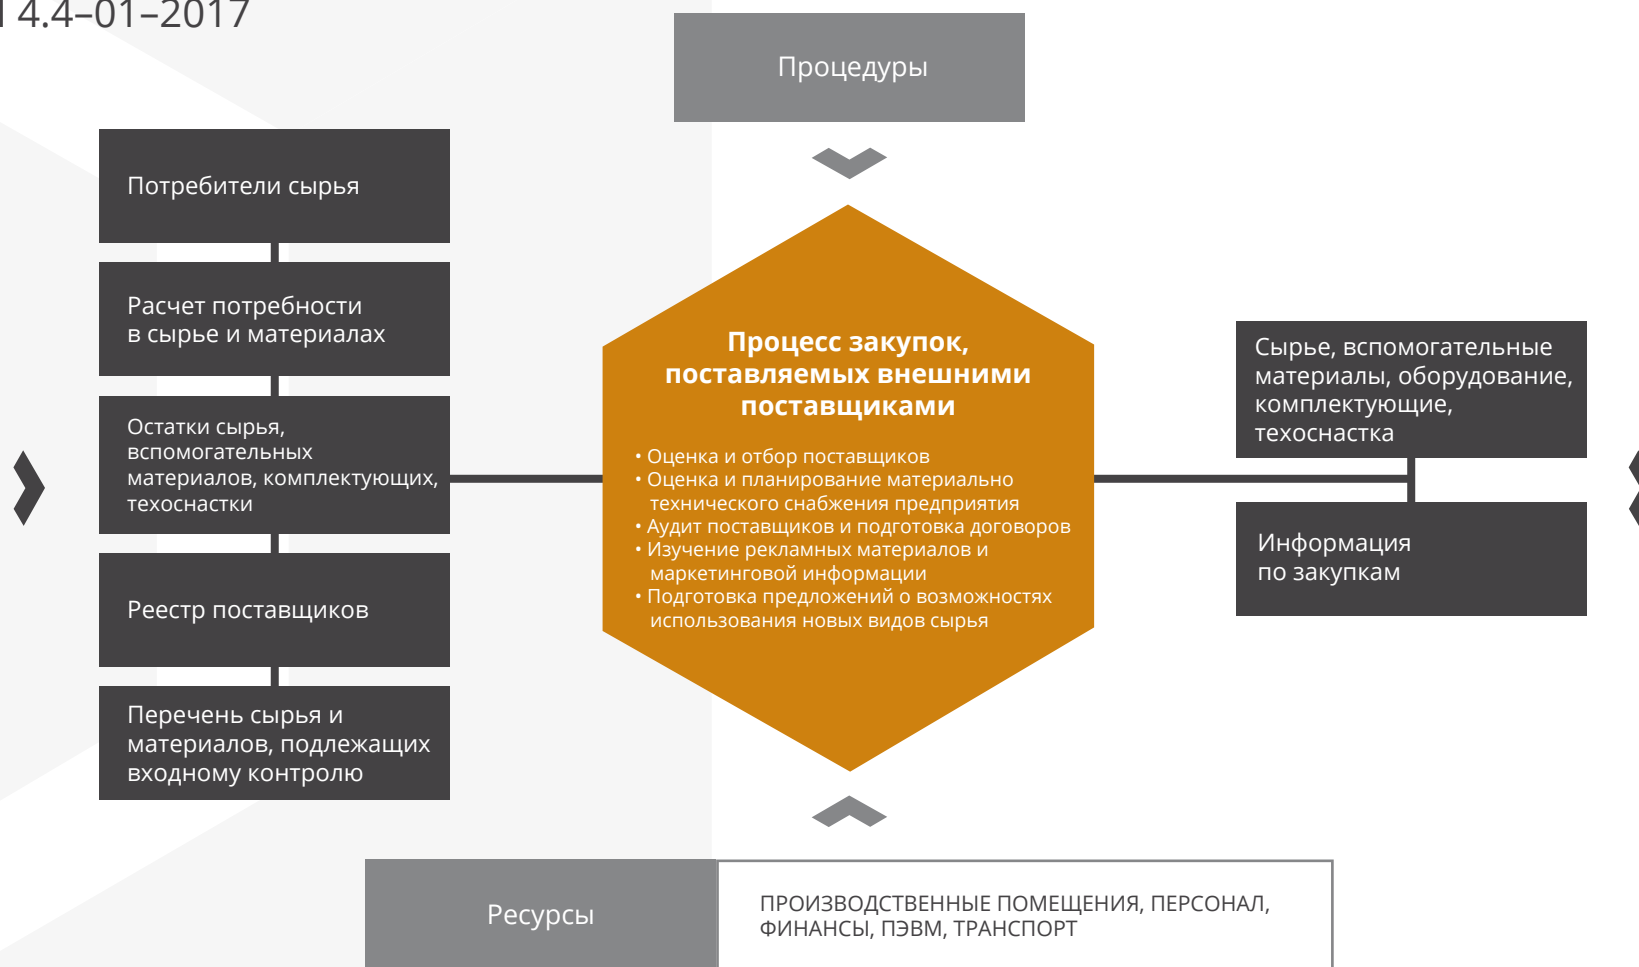 4.4–01–2017
Процедуры
Потребители сырья
Расчет потребности
в сырье и материалах
Остатки сырья,
вспомогательных
материалов, комплектующих,
техоснастки
Реестр поставщиков
Перечень сырья и
материалов, подлежащих
входному контролю
Процесс закупок,
поставляемых внешними
поставщиками
• Оценка и отбор поставщиков
• Оценка и планирование материально
технического снабжения предприятия
• Аудит поставщиков и подготовка договоров
• Изучение рекламных материалов и
маркетинговой информации
• Подготовка предложений о возможностях
использования новых видов сырья
Сырье, вспомогательные
материалы, оборудование,
комплектующие,
техоснастка
Информация
по закупкам
Ресурсы
ПРОИЗВОДСТВЕННЫЕ ПОМЕЩЕНИЯ, ПЕРСОНАЛ,
ФИНАНСЫ, ПЭВМ, ТРАНСПОРТ